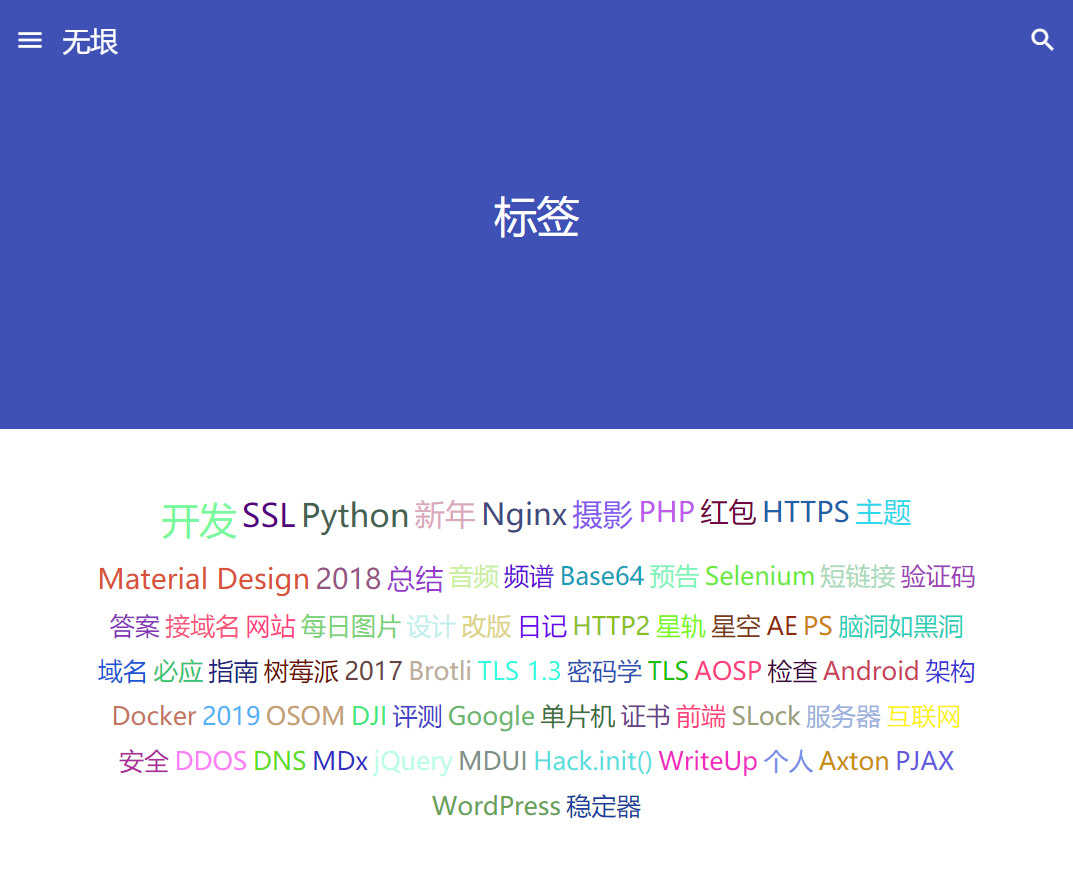 无垠
标签
开发 SSL Python 新年 Nginx 摄影 PHP 红包 HTTPS 主题
Material Design 2018 总结 音频 频谱 Base64 预告 Selenium 短链接 验证码
答案 接域名 网站 每日图片 设计 改版 日记 HTTP2 星轨 星空 AE PS 脑洞如黑洞
域名 必应 指南 树莓派 2017 Brotli TLS 1.3 密码学 TLS AOSP 检查 Android 架构
Docker 2019 OSOM DJI 评测 Google 单片机 证书 前端 SLock 服务器 互联网
安全 DDOS DNS MDx jQuery MDUI Hack.init() WriteUp 个人 Axton PJAX
WordPress 稳定器